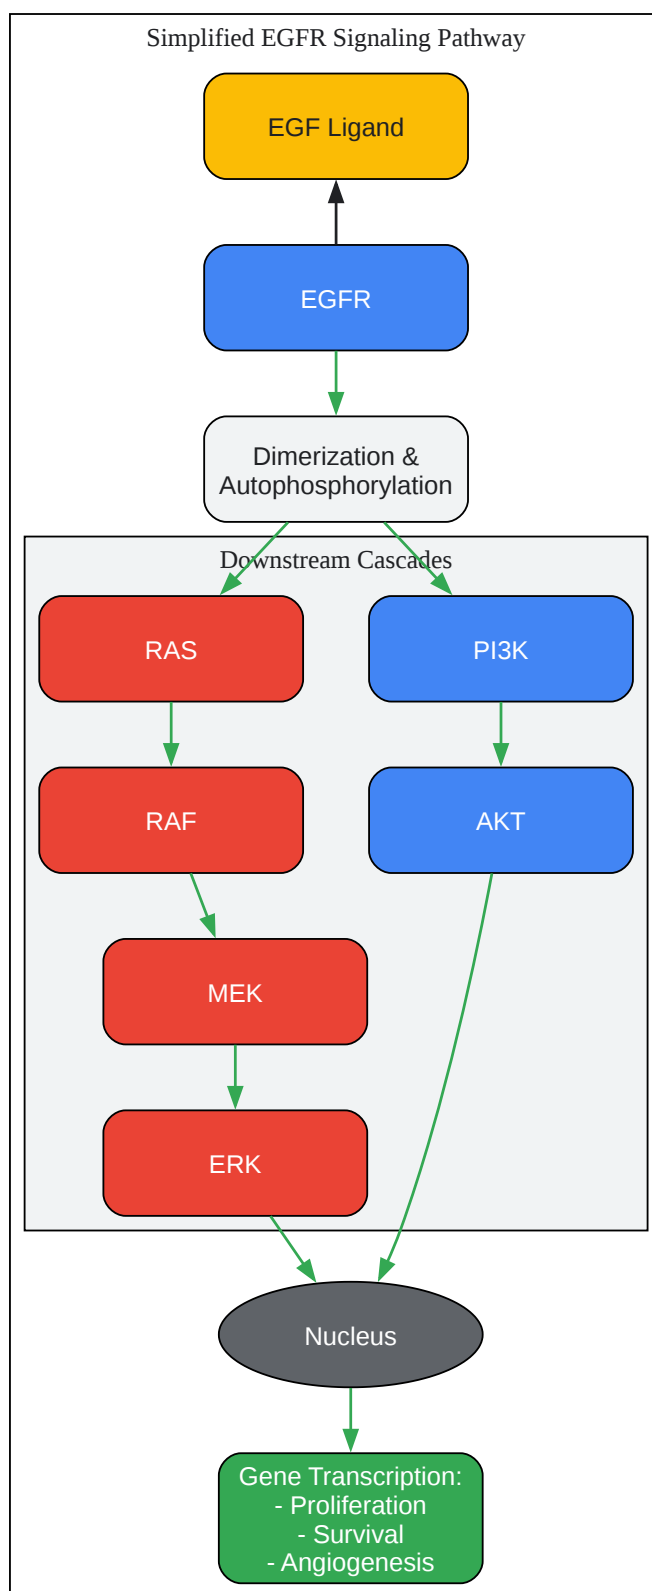 Simplified EGFR Signaling Pathway
EGF Ligand
EGFR
Dimerization &
Autophosphorylation
Downstream Cascades
RAS
PI3K
RAF
AKT
MEK
ERK
Nucleus
Gene Transcription:
- Proliferation
- Survival
- Angiogenesis